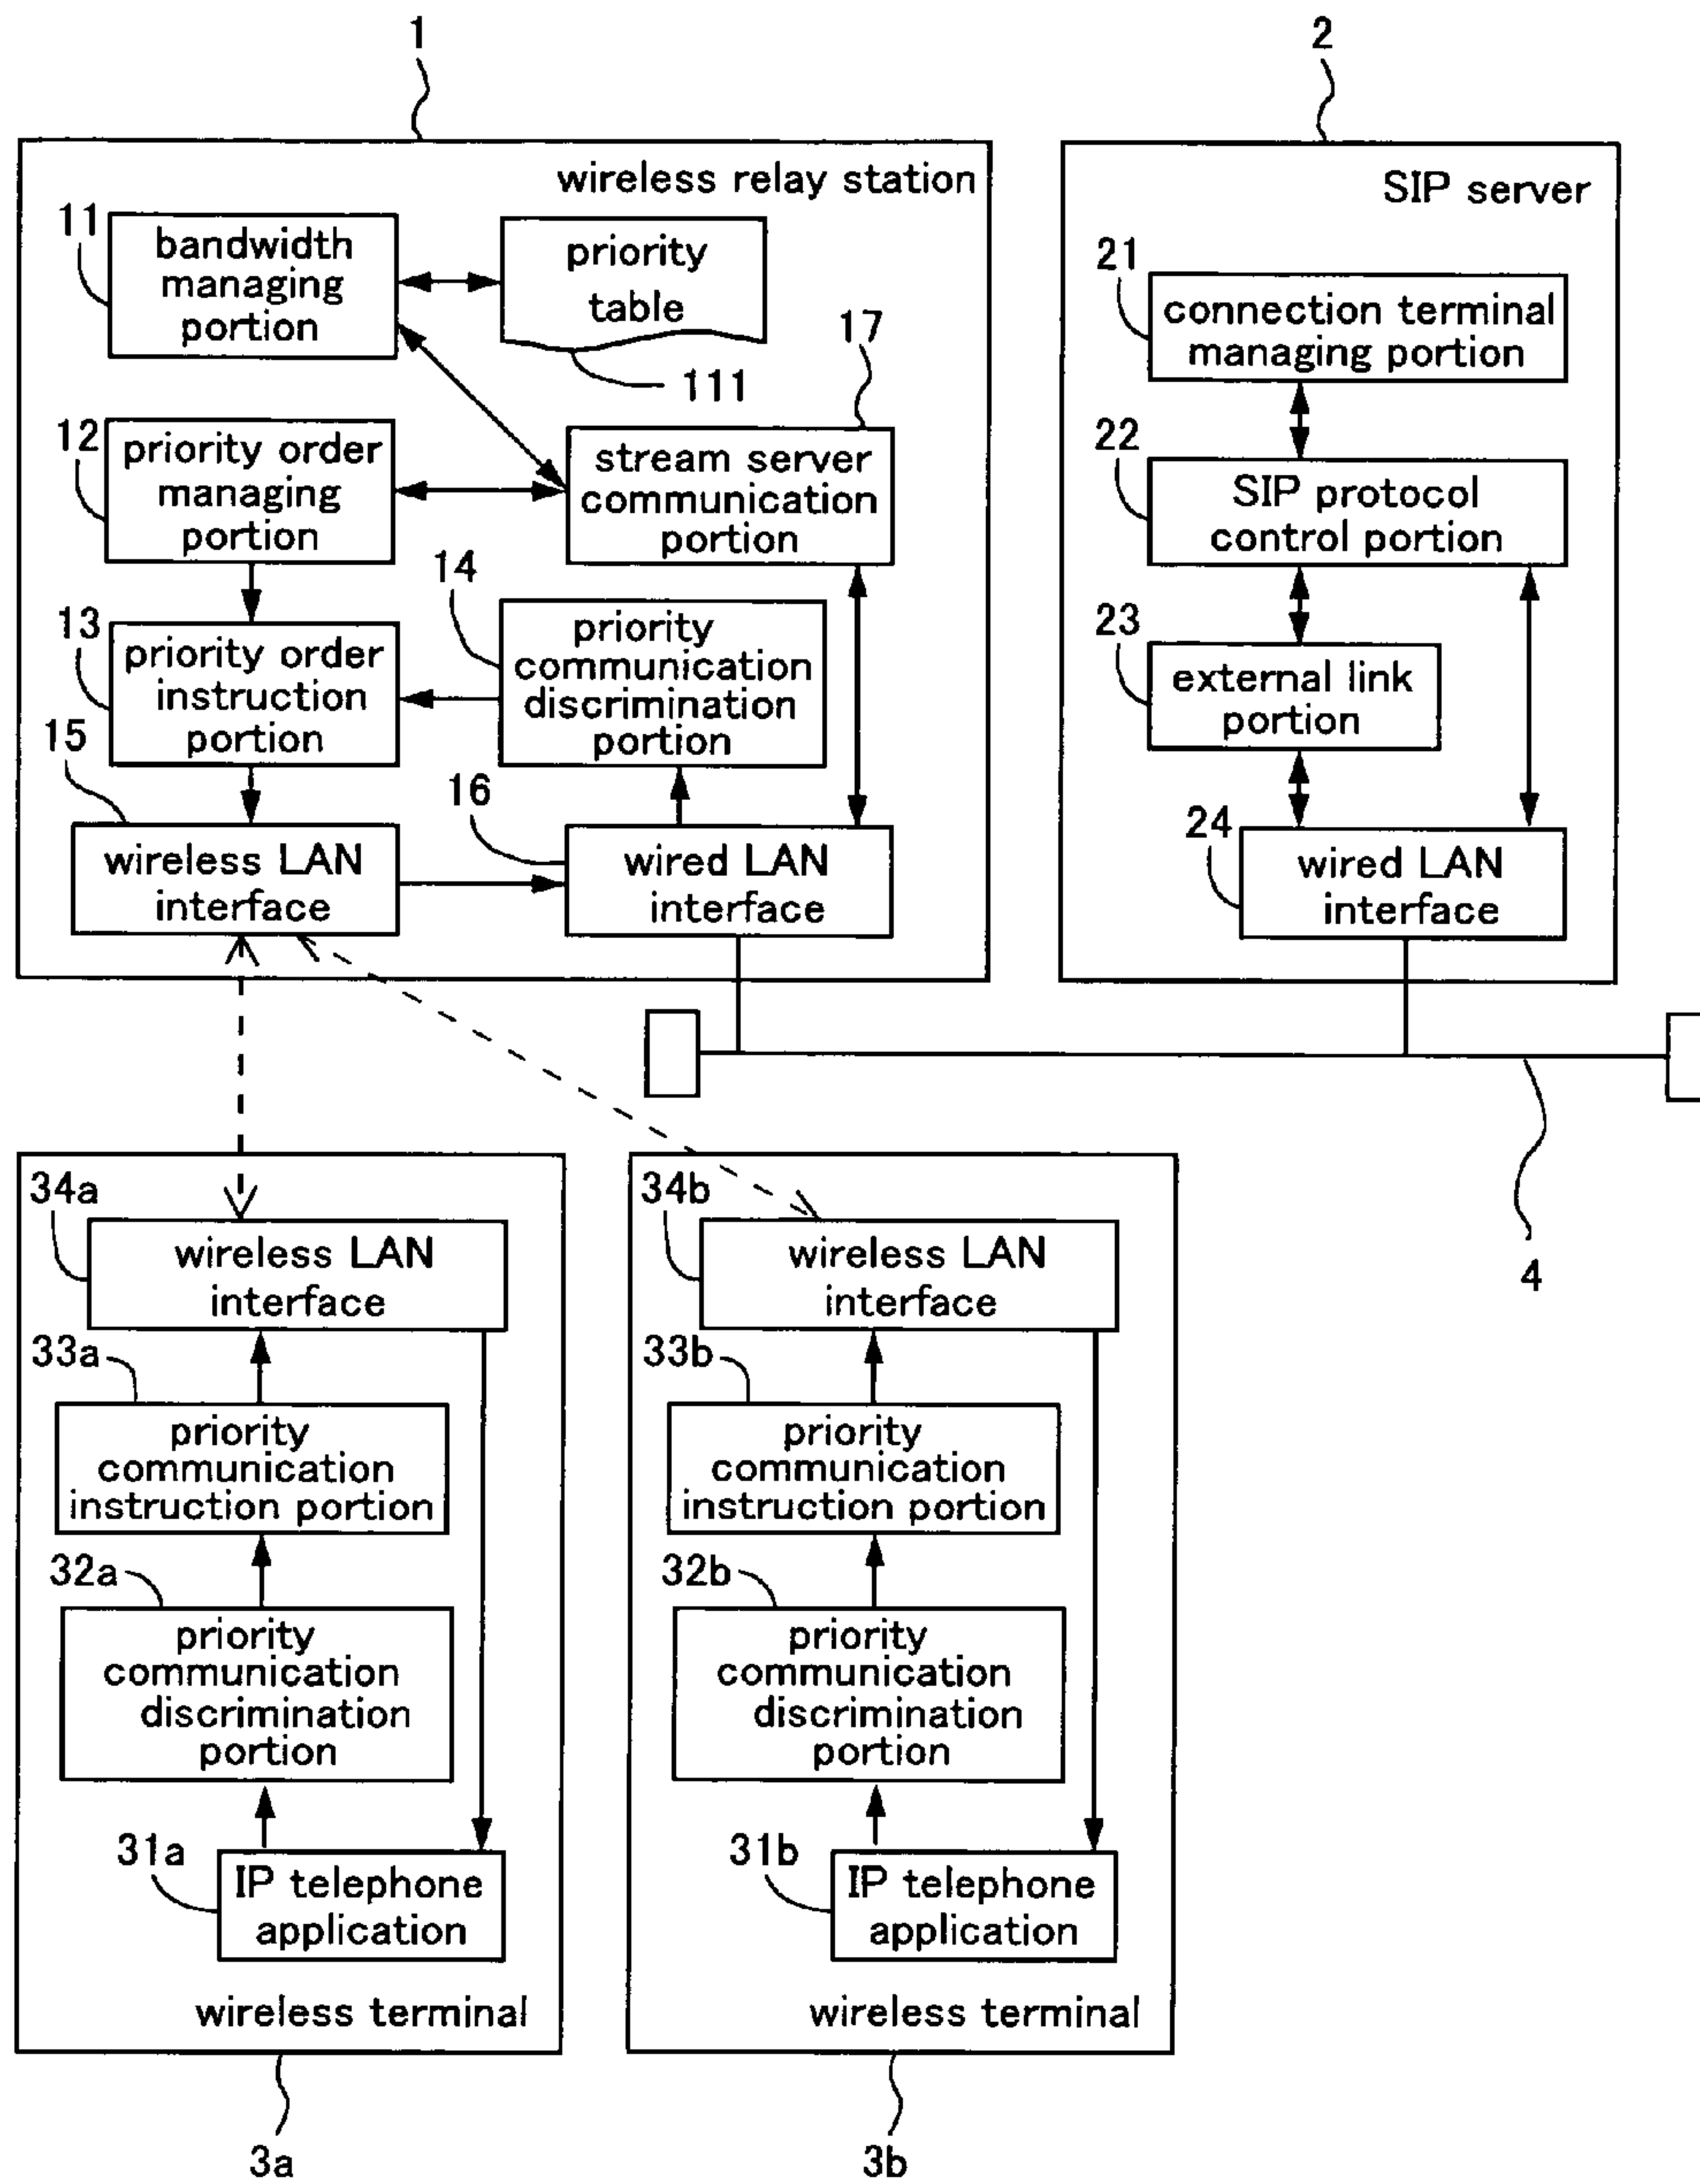 1
2
wireless relay station
SIP server
11
bandwidth
managing
portion
priority
table
111
17
12
priority order
managing
portion
stream server
communication
portion
13
priority order
instruction
portion
14
priority
communication
discrimination
portion
15
wireless LAN
interface
16
wired LAN
interface
21
connection terminal
managing portion
22
SIP protocol
control portion
23
external link
portion
24
wired LAN
interface
4
34a
wireless LAN
interface
33a
priority
communication
instruction portion
32a
priority
communication
discrimination
portion
31a
IP telephone
application
wireless terminal
3a
34b
wireless LAN
interface
33b
priority
communication
instruction portion
32b
priority
communication
discrimination
portion
31b
IP telephone
application
wireless terminal
3b